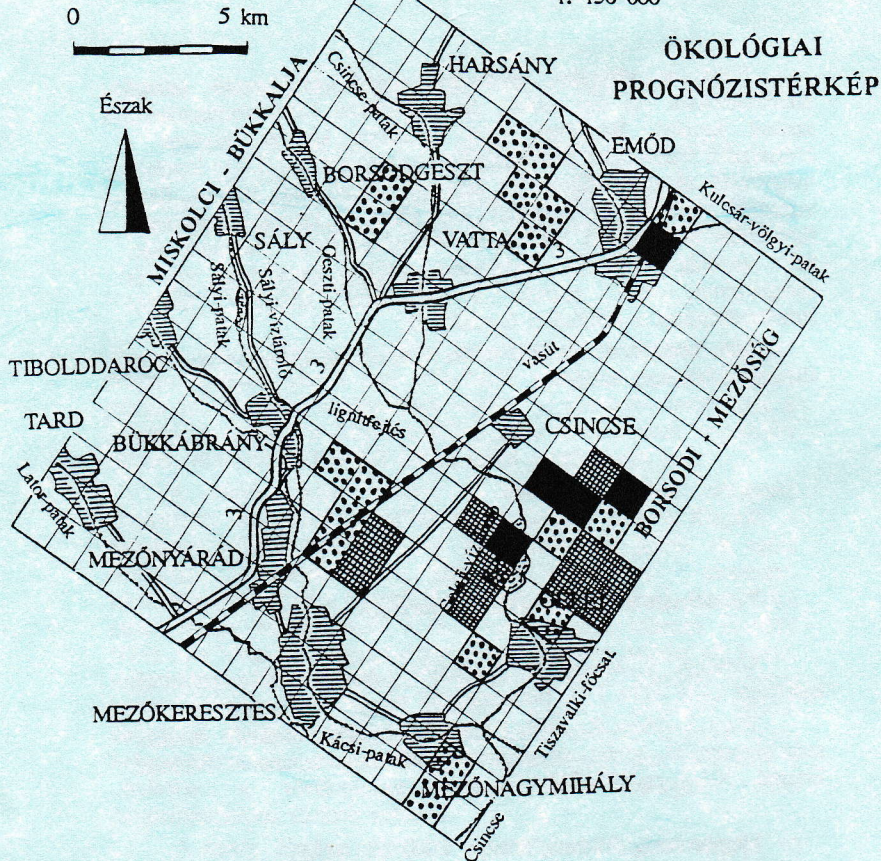 0 5 km
ÖKOLÓGIAI
PROGNÓZISTÉRKÉP
Észak
HARSÁNY
Csincse-patak
EMŐD
MISKOLCI - BÜKKALJA
BORSODGESZT
Kulcsár-völgyi-patak
SÁLY
VATTA
3
Geszti-patak
Sályi-patak
Sályi-víztároló
TIBOLDDARÓC
3
vasút
BORSODI - MEZŐSÉG
TARD
BÜKKÁBRÁNY
lignitfejtés
CSINCSE
Lator-patak
3
MEZŐNYÁRÁD
MEZŐKERESZTES
Tiszavalki-főcsat.
Kácsi-patak
MEZŐNAGYMIHÁLY
Csincse